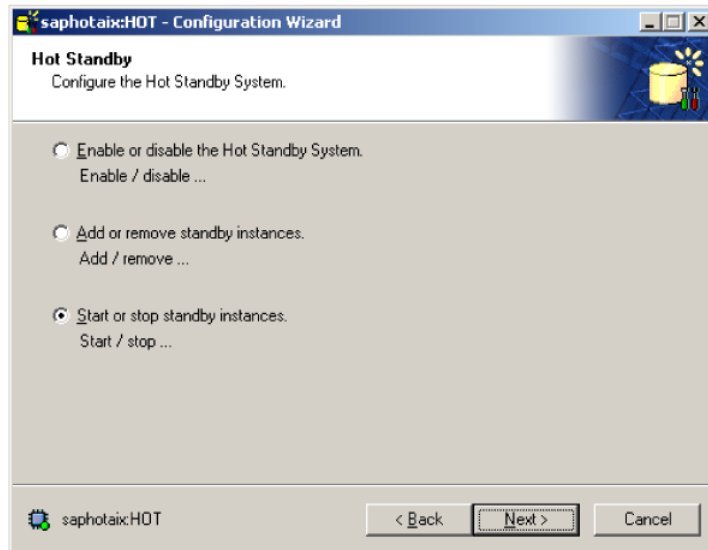 saphotaix:HOT - Configuration Wizard
Hot Standby
Configure the Hot Standby System.
Enable or disable the Hot Standby System.
Enable / disable ...
Add or remove standby instances.
Add / remove ...
Start or stop standby instances.
Start / stop ...
saphotaix:HOT
< Back
Next >
Cancel